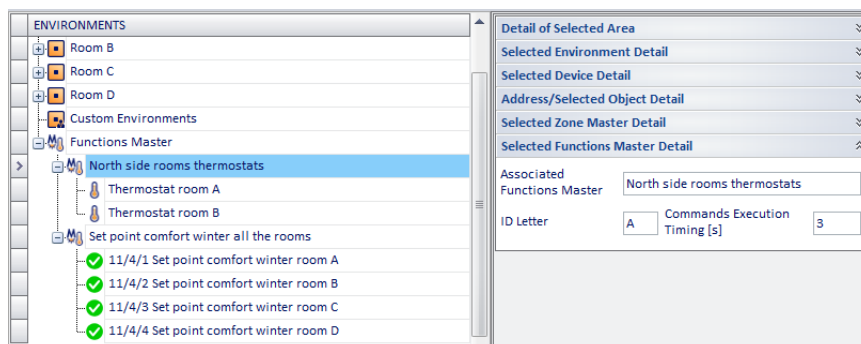 ENVIRONMENTS
Room B
Room C
Room D
Custom Environments
Functions Master
North side rooms thermostats
Thermostat room A
Thermostat room B
Set point comfort winter all the rooms
11/4/1 Set point comfort winter room A
11/4/2 Set point comfort winter room B
11/4/3 Set point comfort winter room C
11/4/4 Set point comfort winter room D
Detail of Selected Area
Selected Environment Detail
Selected Device Detail
Address/Selected Object Detail
Selected Zone Master Detail
Selected Functions Master Detail
Associated
Functions Master
North side rooms thermostats
ID Letter
A
Commands Execution
Timing [s]
3